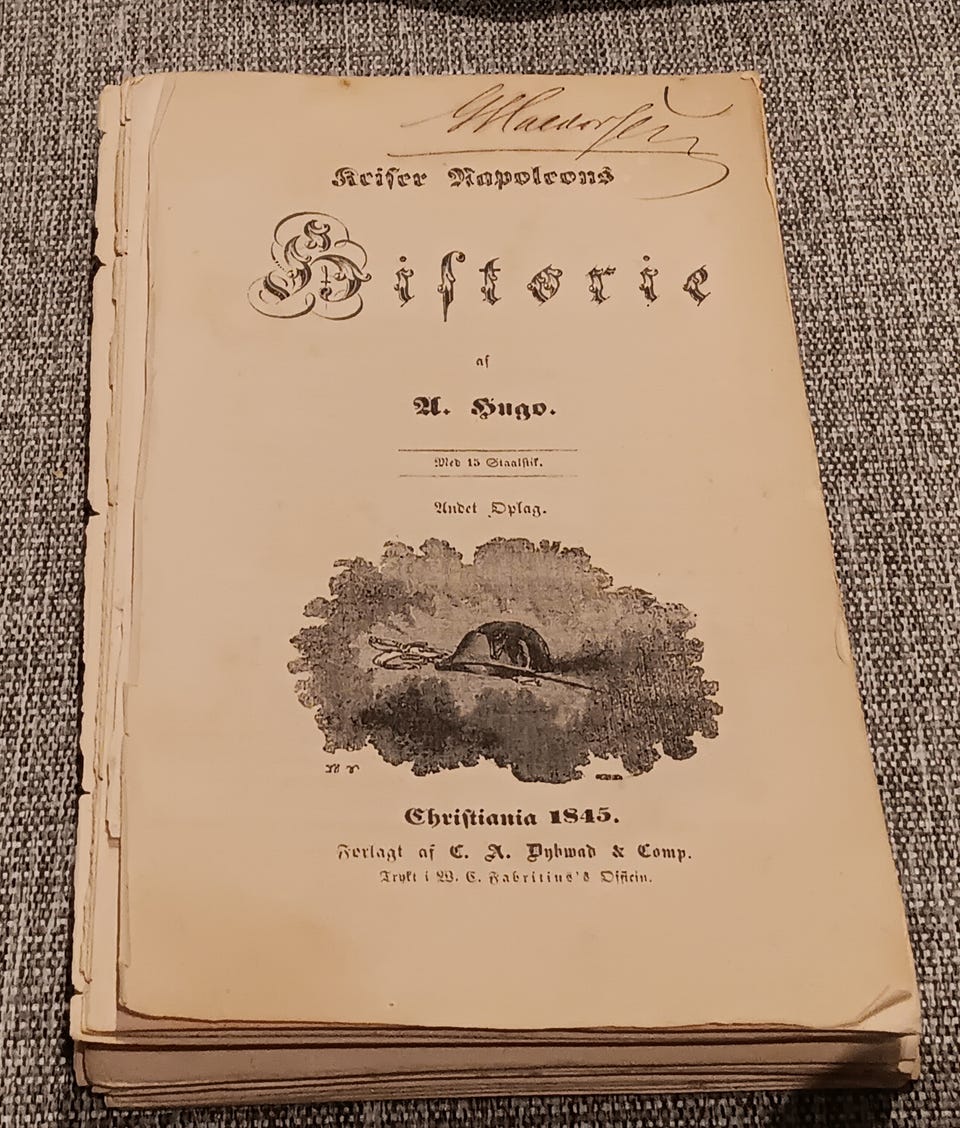 Keiser Napoleons
Historie
af
A. Hugo.
Med 15 Staalstik.
Andet Oplag.
Christiania 1845.
Forlagt af C. A. Dybwad & Comp.
Trykt i W. C. Fabritius's Officin.